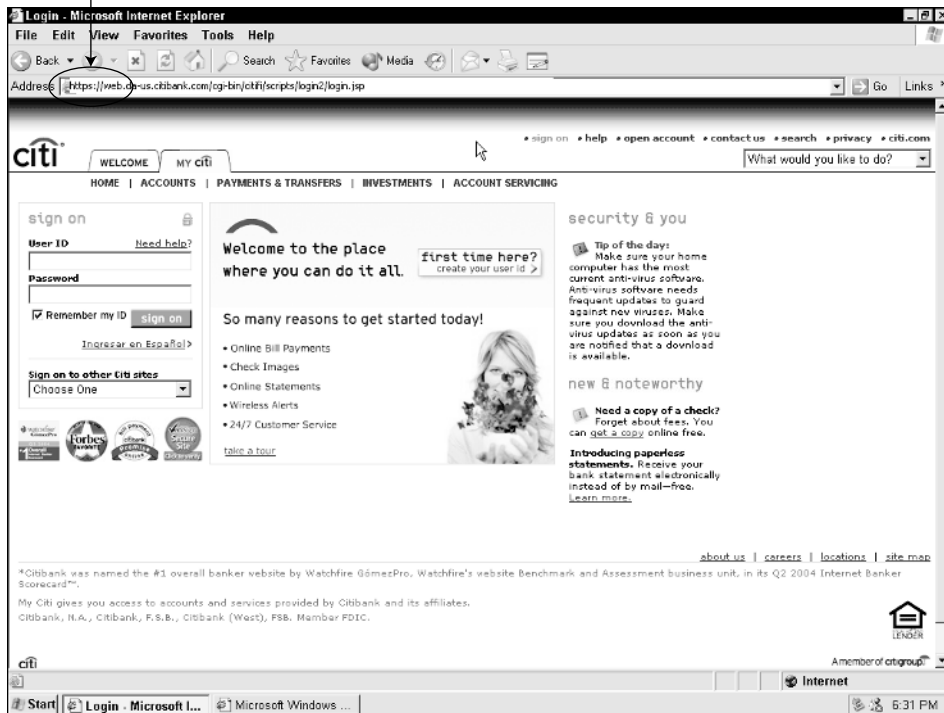 Login - Microsoft Internet Explorer
File Edit View Favorites Tools Help
Back Search Favorites Media
Address https://web.da-us.citibank.com/cgi-bin/citifi/scripts/login2/login.jsp Go Links
sign on • help • open account • contact us • search • privacy • citi.com
citi WELCOME MY citi What would you like to do?
HOME | ACCOUNTS | PAYMENTS & TRANSFERS | INVESTMENTS | ACCOUNT SERVICING
sign on
User ID Need help?
Password
Remember my ID sign on
Ingresar en Español>
Sign on to other Citi sites
Choose One
Forbes
FAVORITE
Secure
Site
Welcome to the place
where you can do it all.
first time here?
create your user id >
So many reasons to get started today!
• Online Bill Payments
• Check Images
• Online Statements
• Wireless Alerts
• 24/7 Customer Service
take a tour
security & you
Tip of the day:
Make sure your home
computer has the most
current anti-virus software.
Anti-virus software needs
frequent updates to guard
against new viruses. Make
sure you download the anti-
virus updates as soon as you
are notified that a download
is available.
new & noteworthy
Need a copy of a check?
Forget about fees. You
can get a copy online free.
Introducing paperless
statements. Receive your
bank statement electronically
instead of by mail—free.
Learn more.
about us | careers | locations | site map
*Citibank was named the #1 overall banker website by Watchfire GómezPro, Watchfire's website Benchmark and Assessment business unit, in its Q2 2004 Internet Banker
Scorecard™.
My Citi gives you access to accounts and services provided by Citibank and its affiliates.
Citibank, N.A., Citibank, F.S.B., Citibank (West), FSB. Member FDIC.
LENDER
citi A member of citigroup
Internet
Start Login - Microsoft I... Microsoft Windows ... 6:31 PM